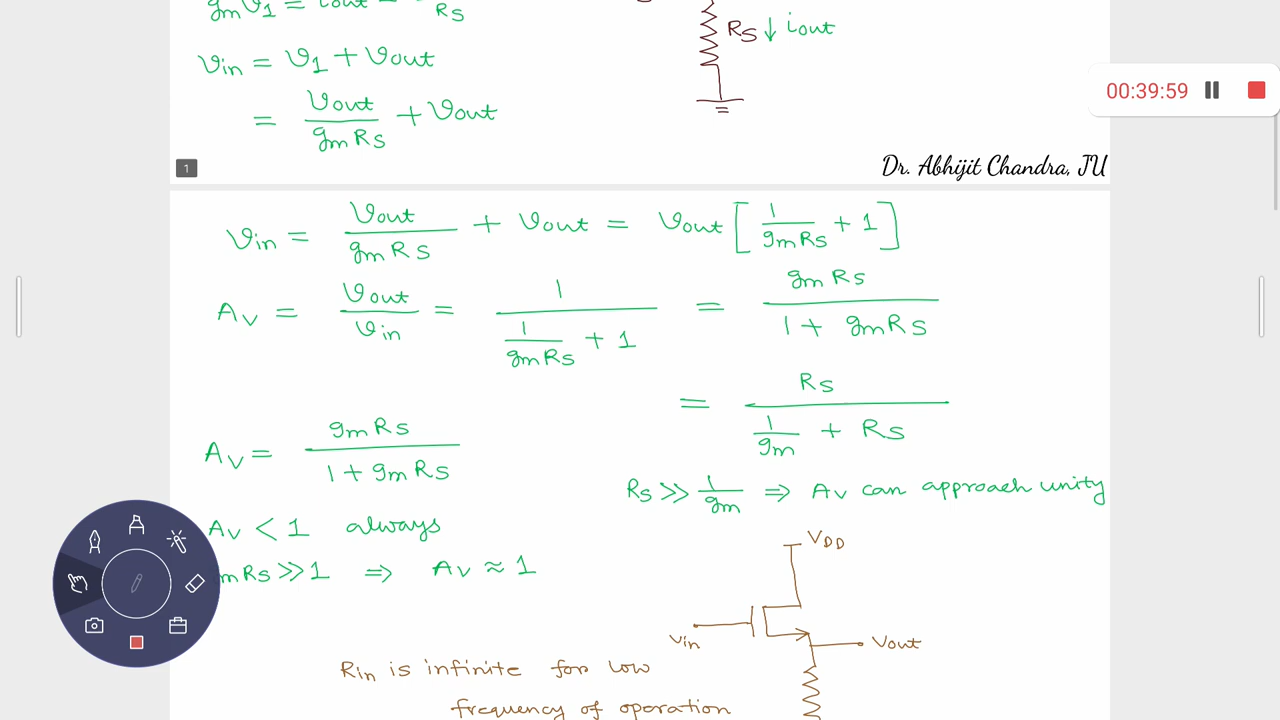 gmv1 = iout =
Rs
Rs ↓ iout
vin = v1 + vout
= vout/gmRs + vout
00:39:59
1
Dr. Abhijit Chandra, JU
vin = vout/gmRs + vout = vout [1/gmRs + 1]
Av = vout/vin = 1/(1/gmRs + 1) = gmRs/(1 + gmRs)
= Rs/(1/gm + Rs)
Av = gmRs/(1 + gmRs)
Rs >> 1/gm ⇒ Av can approach unity
Av < 1 always
mRs >> 1 ⇒ Av ≈ 1
VDD
vin
vout
Rin is infinite for low
frequency of operation